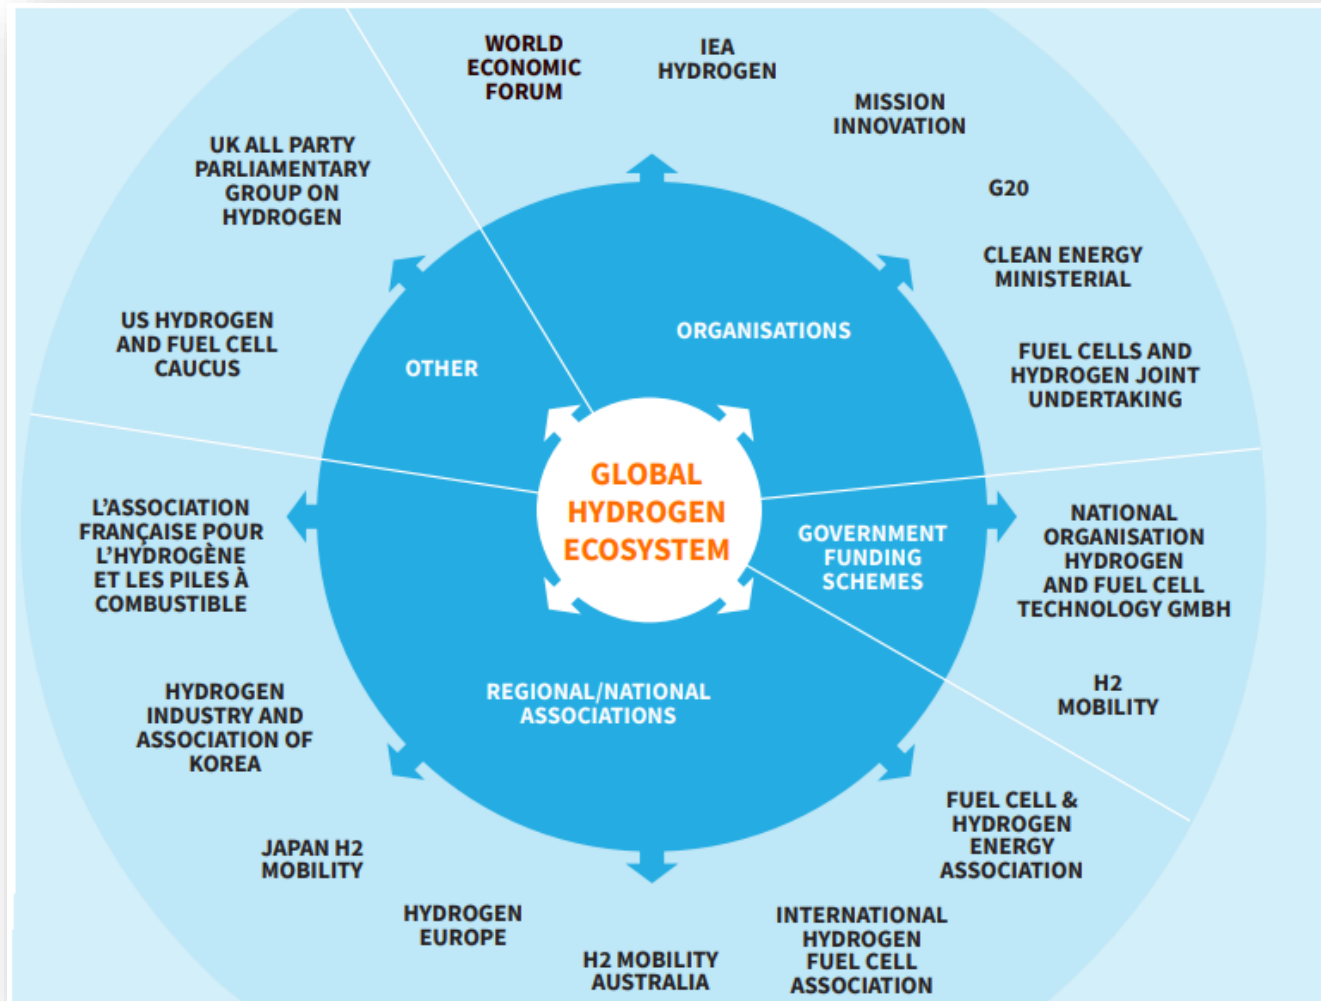 WORLD
ECONOMIC
FORUM
IEA
HYDROGEN
MISSION
INNOVATION
G20
CLEAN ENERGY
MINISTERIAL
FUEL CELLS AND
HYDROGEN JOINT
UNDERTAKING
ORGANISATIONS
UK ALL PARTY
PARLIAMENTARY
GROUP ON
HYDROGEN
US HYDROGEN
AND FUEL CELL
CAUCUS
OTHER
GLOBAL
HYDROGEN
ECOSYSTEM
GOVERNMENT
FUNDING
SCHEMES
NATIONAL
ORGANISATION
HYDROGEN
AND FUEL CELL
TECHNOLOGY GMBH
H2
MOBILITY
REGIONAL/NATIONAL
ASSOCIATIONS
L'ASSOCIATION
FRANÇAISE POUR
L'HYDROGÈNE
ET LES PILES À
COMBUSTIBLE
HYDROGEN
INDUSTRY AND
ASSOCIATION OF
KOREA
JAPAN H2
MOBILITY
HYDROGEN
EUROPE
H2 MOBILITY
AUSTRALIA
INTERNATIONAL
HYDROGEN
FUEL CELL
ASSOCIATION
FUEL CELL &
HYDROGEN
ENERGY
ASSOCIATION